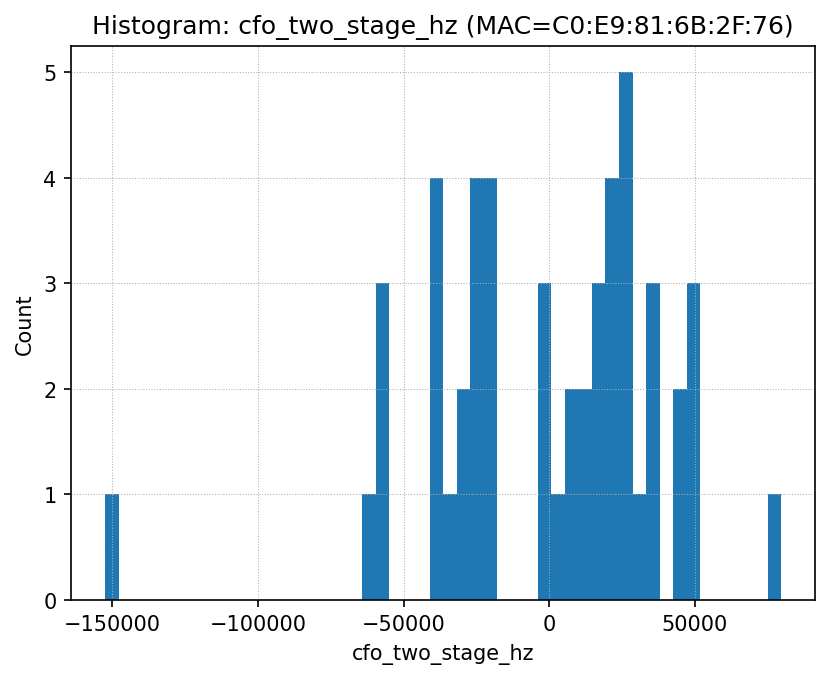 Histogram: cfo_two_stage_hz (MAC=C0:E9:81:6B:2F:76)
5
4
3
2
1
0
Count
−150000 −100000 −50000 0 50000
cfo_two_stage_hz